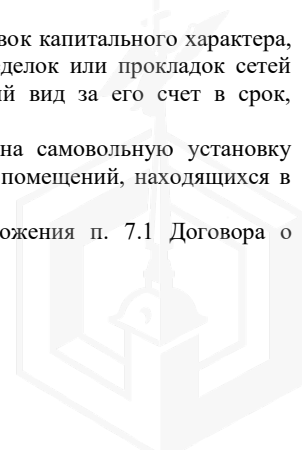 вок капитального характера,
делок или прокладок сетей
ий вид за его счет в срок,
на самовольную установку
помещений, находящихся в
ожения п. 7.1 Договора о